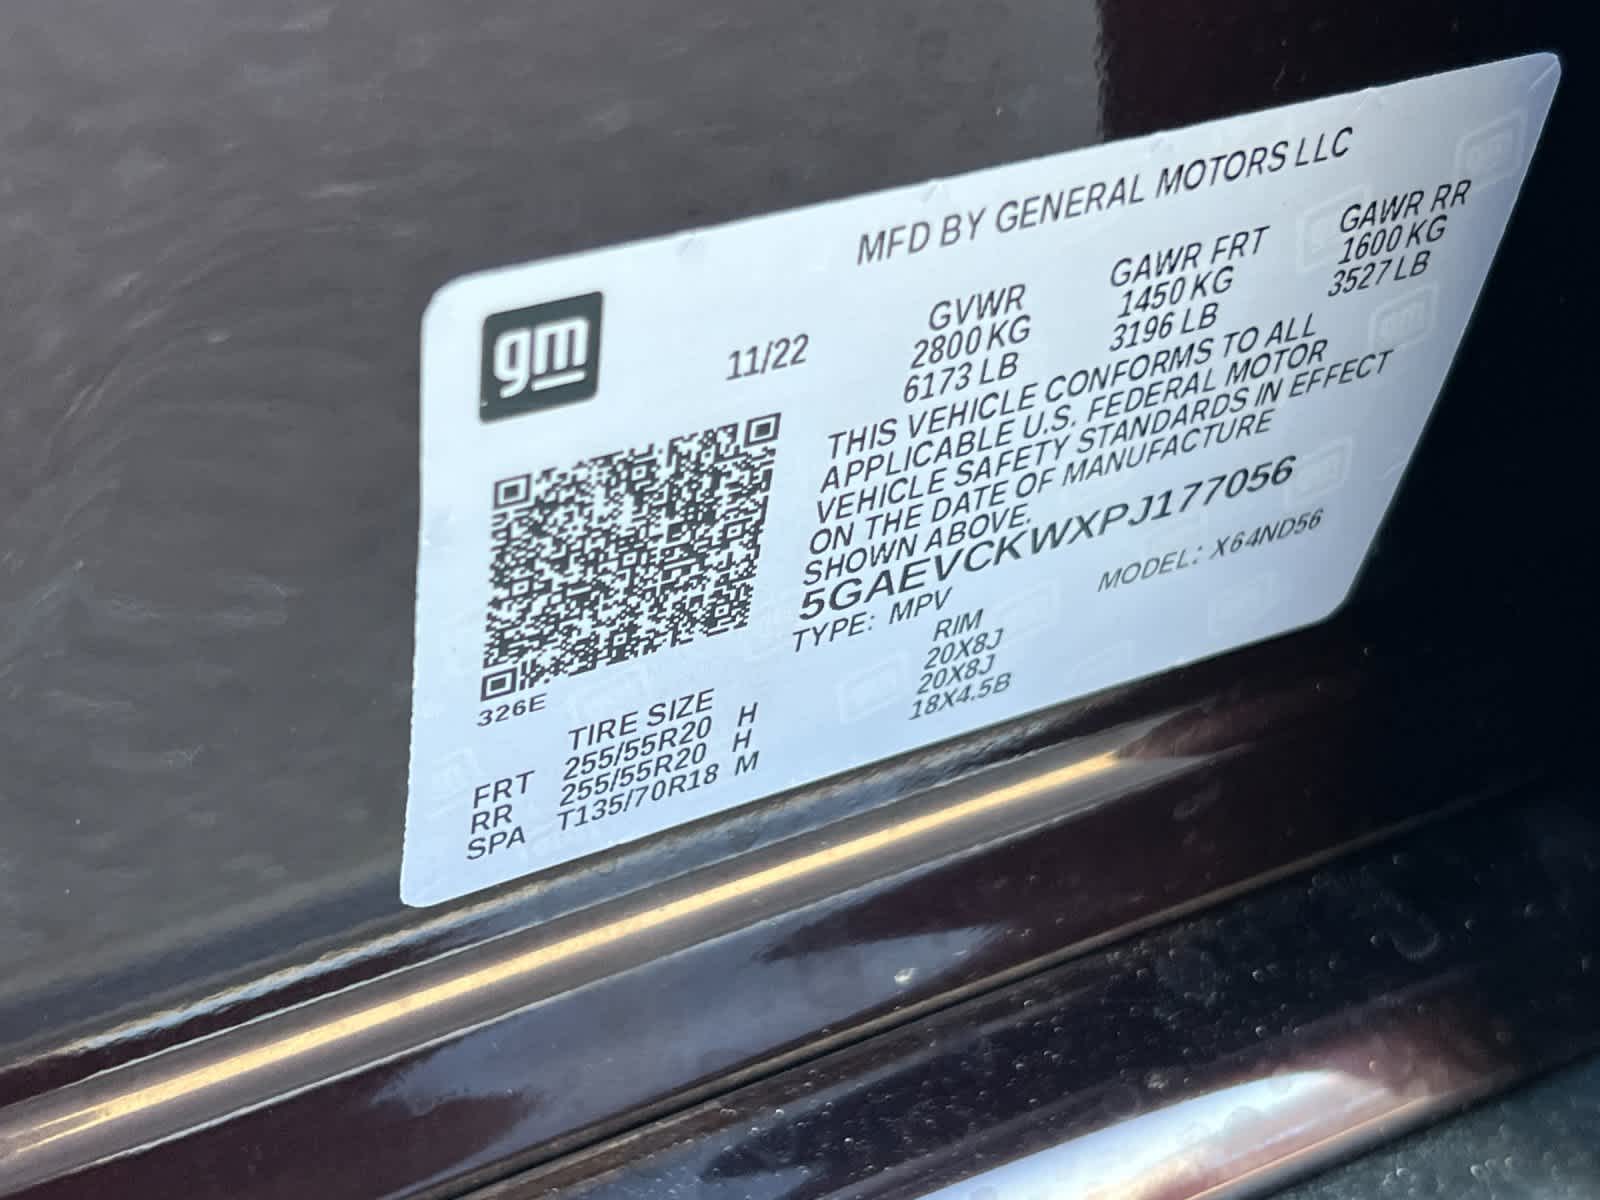 gm
MFD BY GENERAL MOTORS LLC
11/22
GVWR GAWR FRT GAWR RR
2800 KG 1450 KG 1600 KG
6173 LB 3196 LB 3527 LB
THIS VEHICLE CONFORMS TO ALL
APPLICABLE U.S. FEDERAL MOTOR
VEHICLE SAFETY STANDARDS IN EFFECT
ON THE DATE OF MANUFACTURE
SHOWN ABOVE.
5GAEVCKWXPJ177056
TYPE: MPV MODEL: X64ND56
326E
TIRE SIZE RIM
FRT 255/55R20 H 20X8J
RR 255/55R20 H 20X8J
SPA T135/70R18 M 18X4.5B